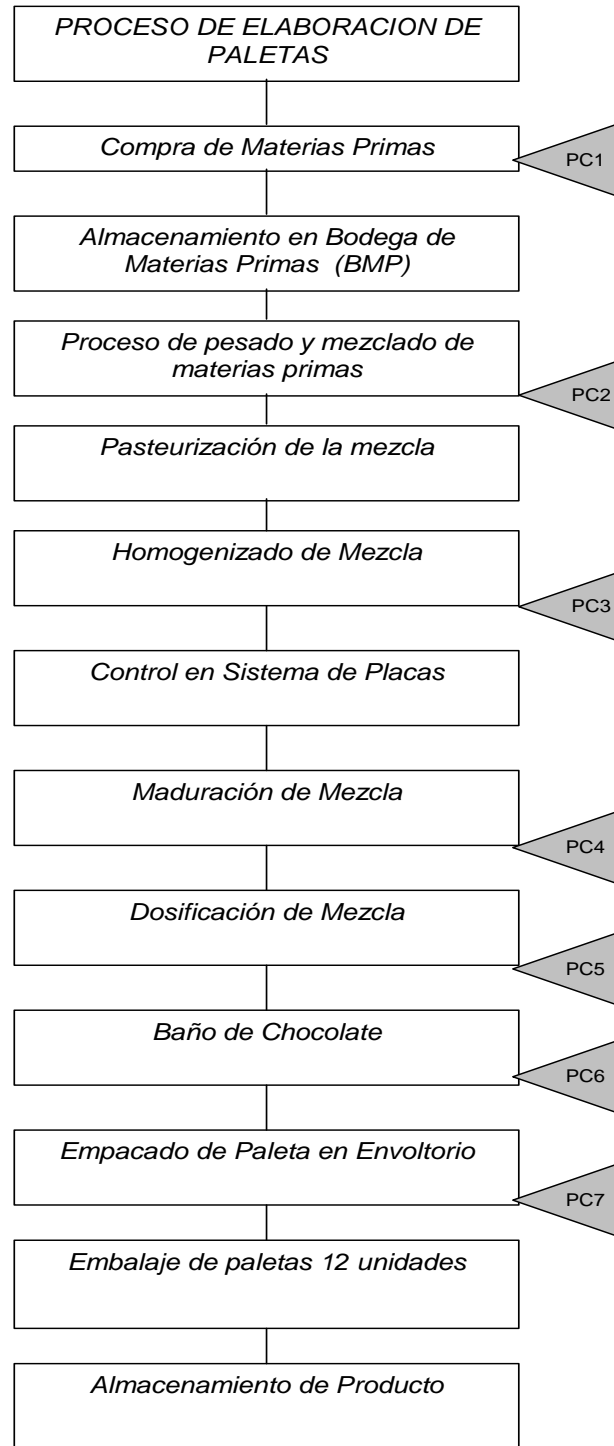 PROCESO DE ELABORACION DE
PALETAS
Compra de Materias Primas
PC1
Almacenamiento en Bodega de
Materias Primas (BMP)
Proceso de pesado y mezclado de
materias primas
PC2
Pasteurización de la mezcla
Homogenizado de Mezcla
PC3
Control en Sistema de Placas
Maduración de Mezcla
PC4
Dosificación de Mezcla
PC5
Baño de Chocolate
PC6
Empacado de Paleta en Envoltorio
PC7
Embalaje de paletas 12 unidades
Almacenamiento de Producto